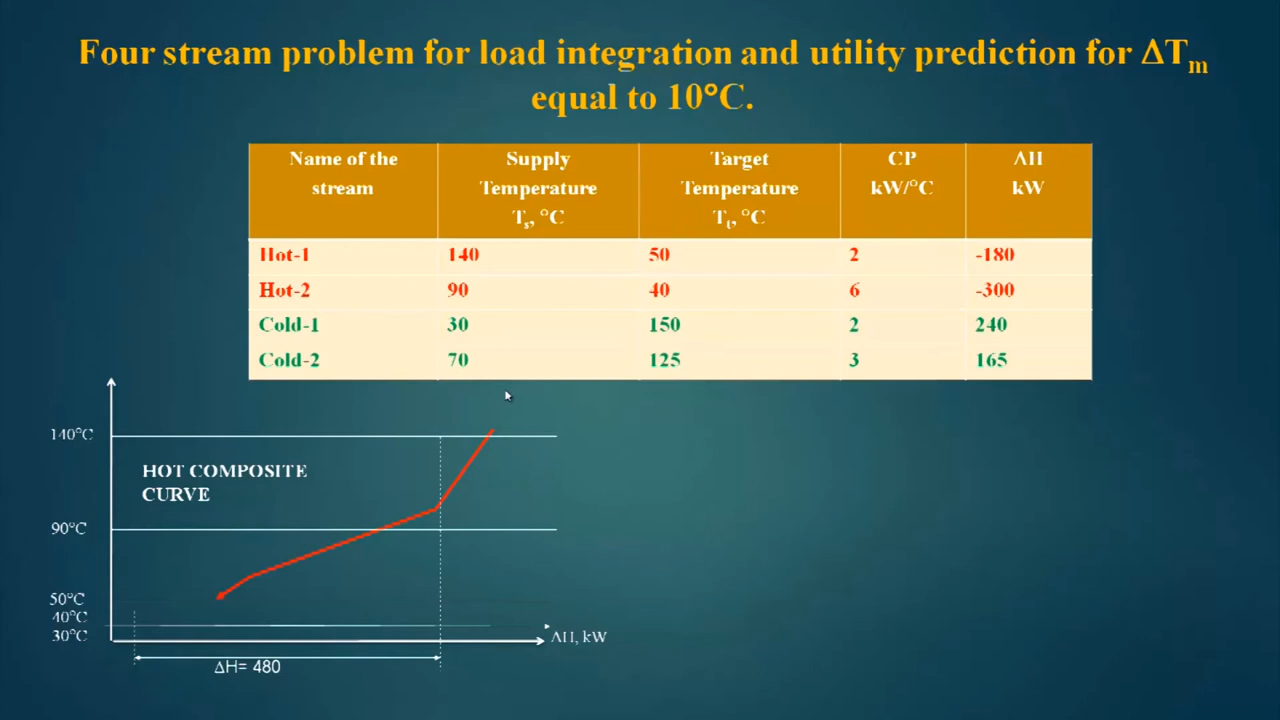 Four stream problem for load integration and utility prediction for ΔTm
equal to 10°C.
Name of the stream
Supply Temperature Ts, °C
Target Temperature Tt, °C
CP kW/°C
ΔH kW
Hot-1 140 50 2 -180
Hot-2 90 40 6 -300
Cold-1 30 150 2 240
Cold-2 70 125 3 165
140°C
HOT COMPOSITE
CURVE
90°C
50°C
40°C
30°C
ΔH, kW
ΔH= 480